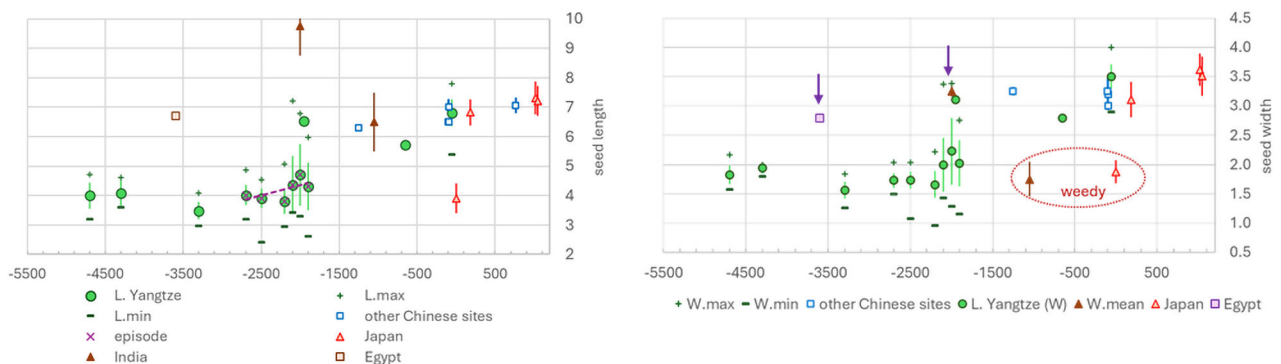 10
9
8
7
6
5
4
3
2
seed length
-5500 -4500 -3500 -2500 -1500 -500 500
L. Yangtze
L.max
L.min
other Chinese sites
episode
Japan
India
Egypt
4.5
4.0
3.5
3.0
2.5
2.0
1.5
1.0
0.5
seed width
weedy
-5500 -4500 -3500 -2500 -1500 -500 500
W.max W.min other Chinese sites L. Yangtze (W) W.mean Japan Egypt